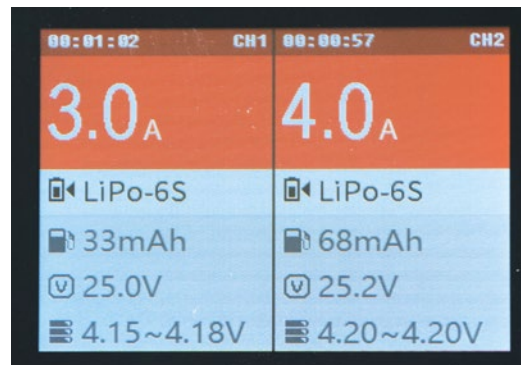 00:01:02 CH1
3.0A
LiPo-6S
33mAh
25.0V
4.15~4.18V
00:00:57 CH2
4.0A
LiPo-6S
68mAh
25.2V
4.20~4.20V